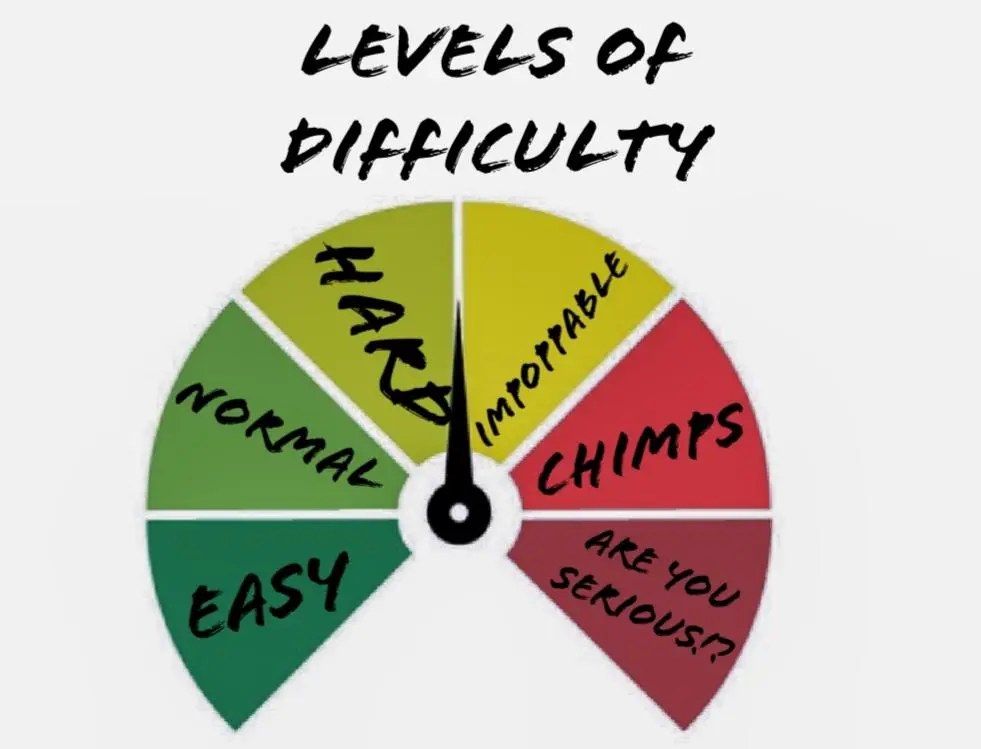 LEVELS OF
DIFFICULTY
HARD
IMPOPPABLE
NORMAL
CHIMPS
EASY
ARE YOU
SERIOUS!?